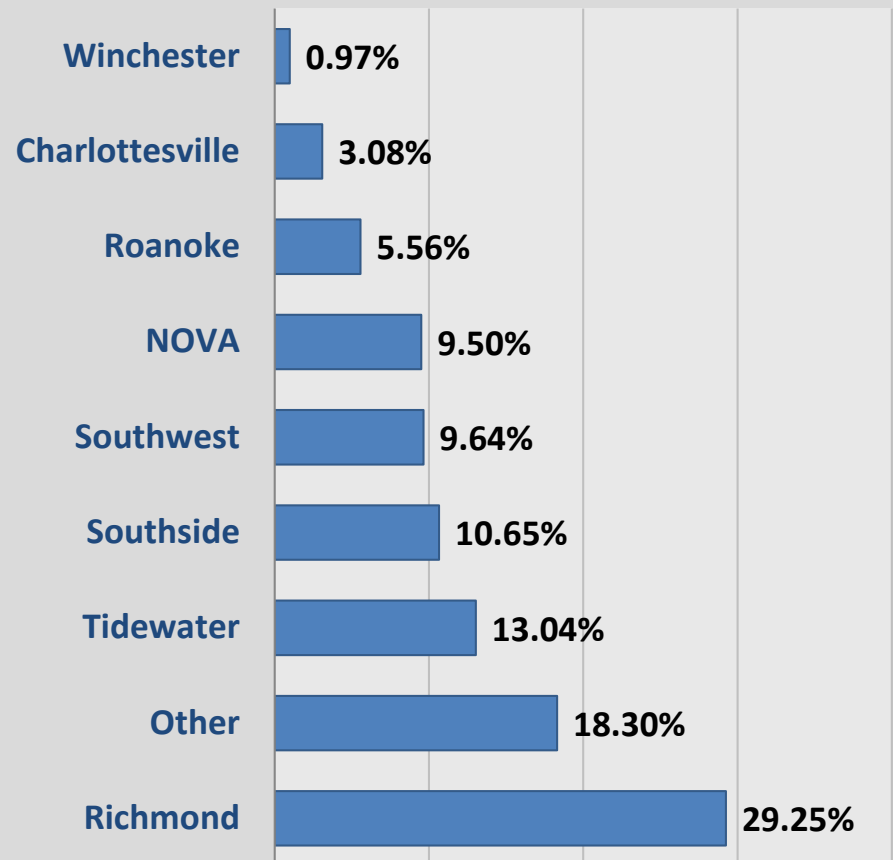 Winchester 0.97%
Charlottesville 3.08%
Roanoke 5.56%
NOVA 9.50%
Southwest 9.64%
Southside 10.65%
Tidewater 13.04%
Other 18.30%
Richmond 29.25%